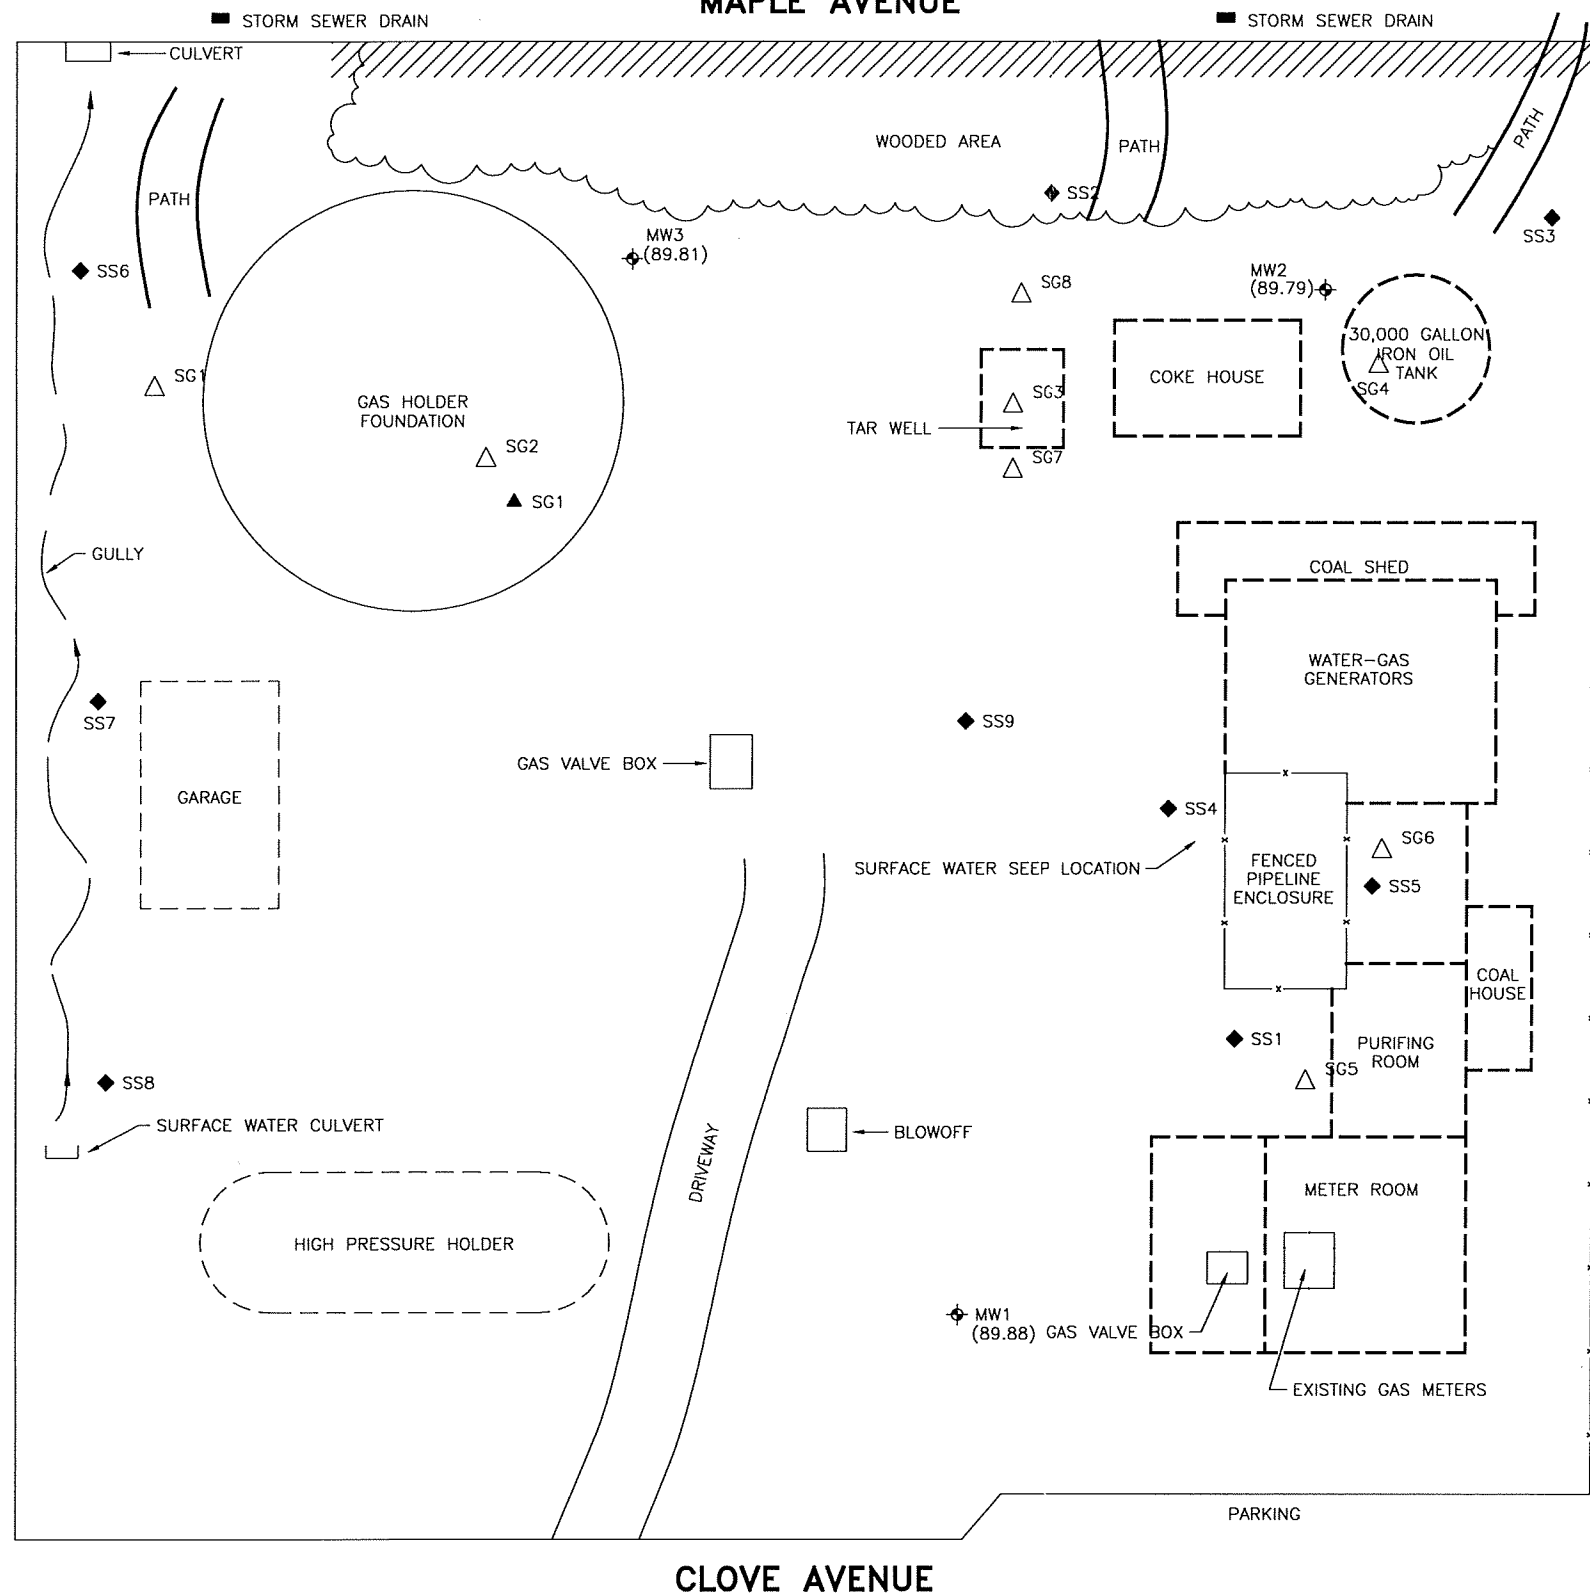 MAPLE AVENUE
STORM SEWER DRAIN
STORM SEWER DRAIN
CULVERT
PATH
WOODED AREA
PATH
PATH
SS2
SS3
MW3
(89.81)
SS6
SG8
MW2
(89.79)
30,000 GALLON
IRON OIL
TANK
SG4
SG1
GAS HOLDER
FOUNDATION
SG3
COKE HOUSE
TAR WELL
SG2
SG7
SG1
GULLY
COAL SHED
WATER-GAS
GENERATORS
SS7
SS9
GAS VALVE BOX
GARAGE
SS4
SG6
SURFACE WATER SEEP LOCATION
FENCED
PIPELINE
ENCLOSURE
SS5
COAL
HOUSE
SS1
PURIFING
ROOM
SG5
SS8
SURFACE WATER CULVERT
BLOWOFF
DRIVEWAY
METER ROOM
HIGH PRESSURE HOLDER
MW1
(89.88)
GAS VALVE BOX
EXISTING GAS METERS
PARKING
CLOVE AVENUE